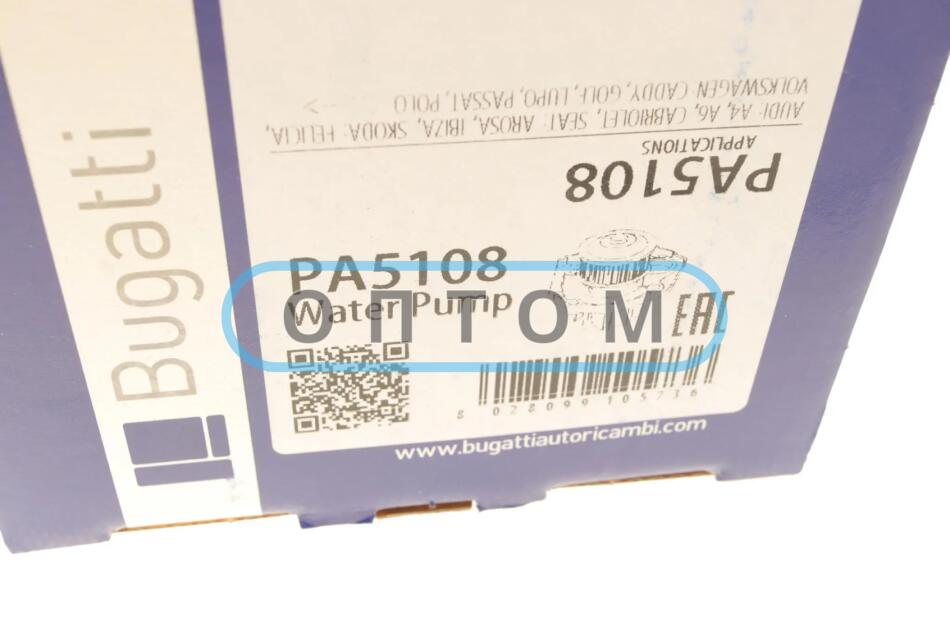 VOLKSWAGEN: CADDY, GOLF, LUPO, PASSAT, POLO --->
AUDI: A4, A6, CABRIOLET, SEAT: AROSA, IBIZA, SKODA: FELICIA,
APPLICATIONS
PA5108
Bugatti
PA5108
Water Pump
ОПТОМ
EAC
8 028099 105736
www.bugattiautoricambi.com